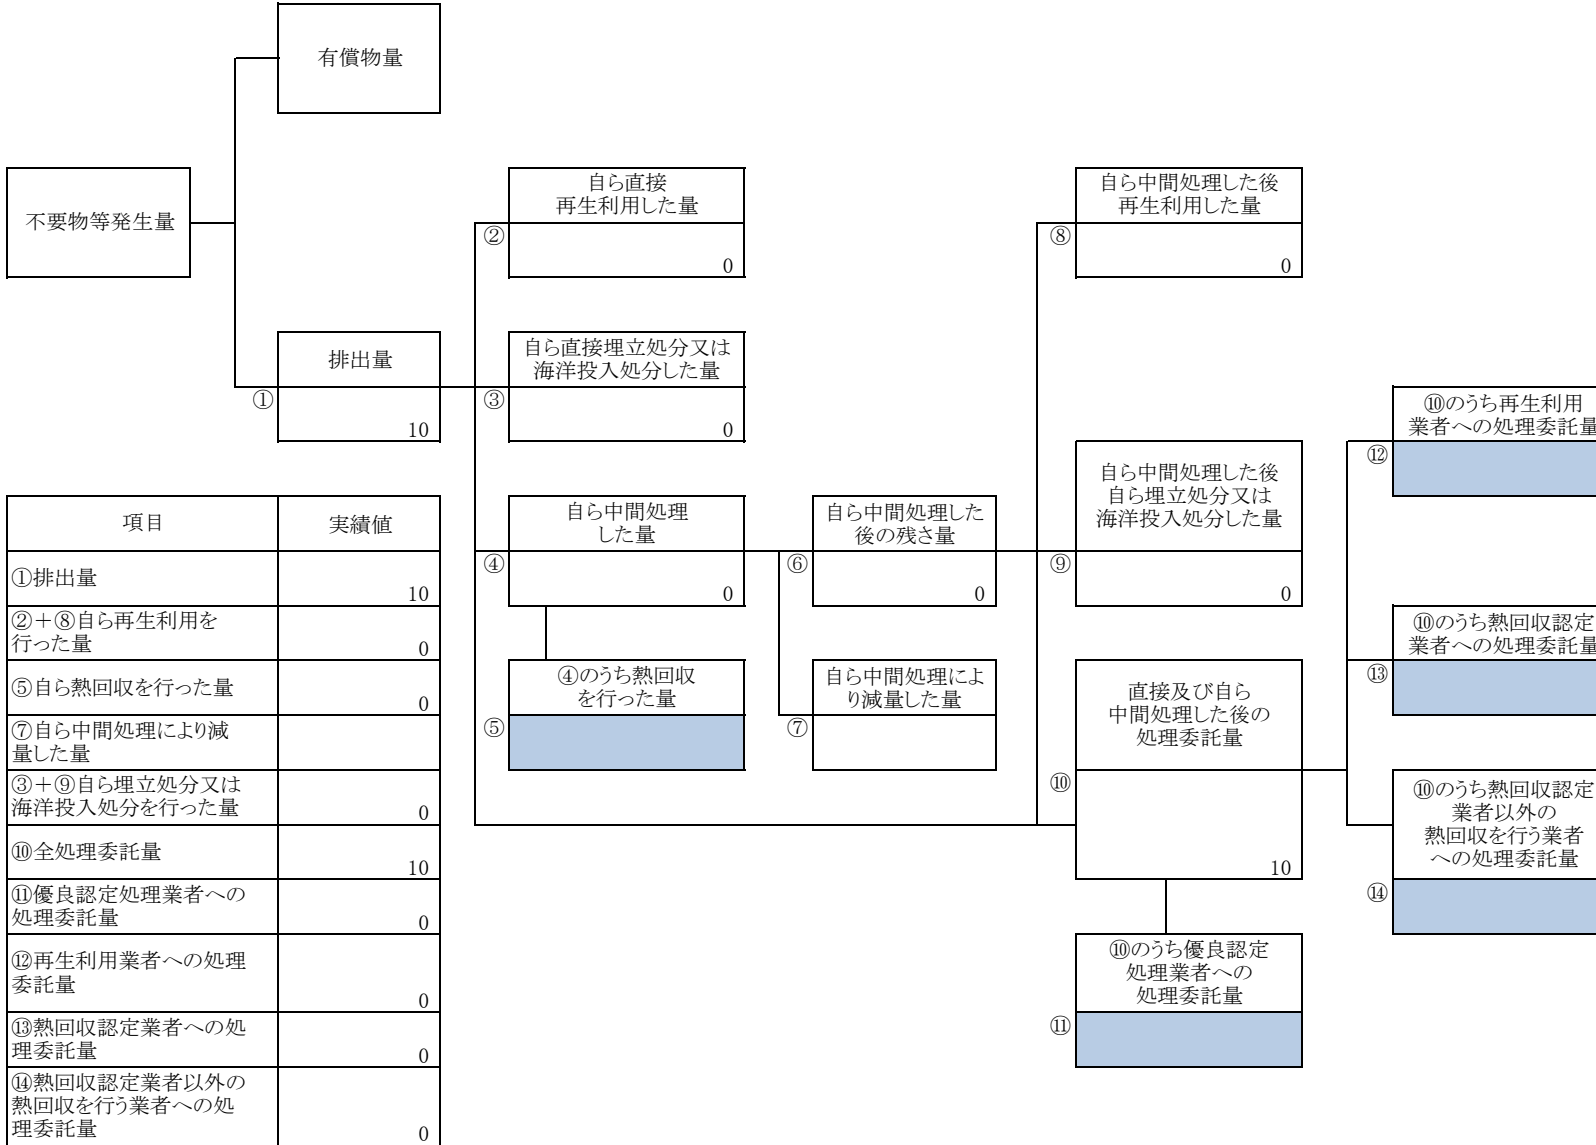 有償物量
不要物等発生量
自ら直接
再生利用した量
②
0
自ら中間処理した後
再生利用した量
⑧
0
排出量
①
10
自ら直接埋立処分又は
海洋投入処分した量
③
0
⑩のうち再生利用
業者への処理委託量
⑫
自ら中間処理
した量
④
0
自ら中間処理した
後の残さ量
⑥
0
自ら中間処理した後
自ら埋立処分又は
海洋投入処分した量
⑨
0
⑩のうち熱回収認定
業者への処理委託量
⑬
④のうち熱回収
を行った量
⑤
自ら中間処理によ
り減量した量
⑦
直接及び自ら
中間処理した後の
処理委託量
⑩
10
⑩のうち熱回収認定
業者以外の
熱回収を行う業者
への処理委託量
⑭
⑩のうち優良認定
処理業者への
処理委託量
⑪
項目 実績値
①排出量
10
②+⑧自ら再生利用を
行った量
0
⑤自ら熱回収を行った量
0
⑦自ら中間処理により減
量した量
③+⑨自ら埋立処分又は
海洋投入処分を行った量
0
⑩全処理委託量
10
⑪優良認定処理業者への
処理委託量
0
⑫再生利用業者への処理
委託量
0
⑬熱回収認定業者への処
理委託量
0
⑭熱回収認定業者以外の
熱回収を行う業者への処
理委託量
0